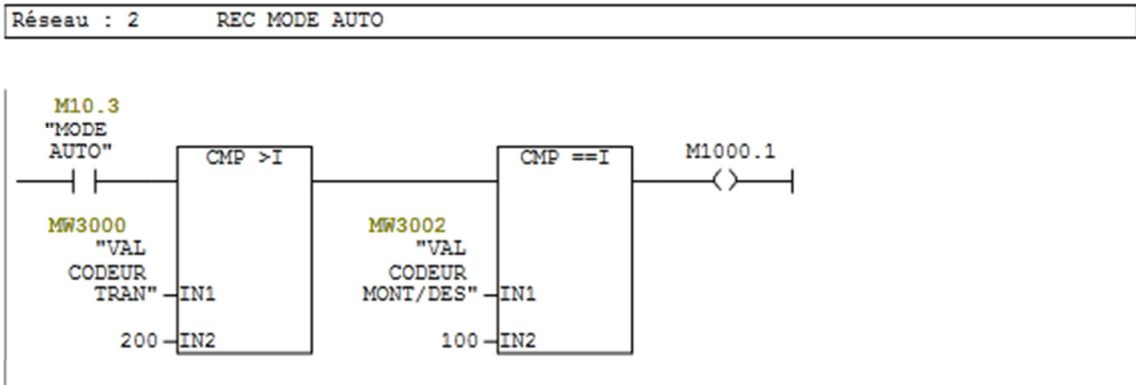 Réseau : 2 REC MODE AUTO
M10.3
"MODE
AUTO"
CMP >I
CMP ==I
M1000.1
MW3000
"VAL
CODEUR
TRAN"
IN1
200
IN2
MW3002
"VAL
CODEUR
MONT/DES"
IN1
100
IN2